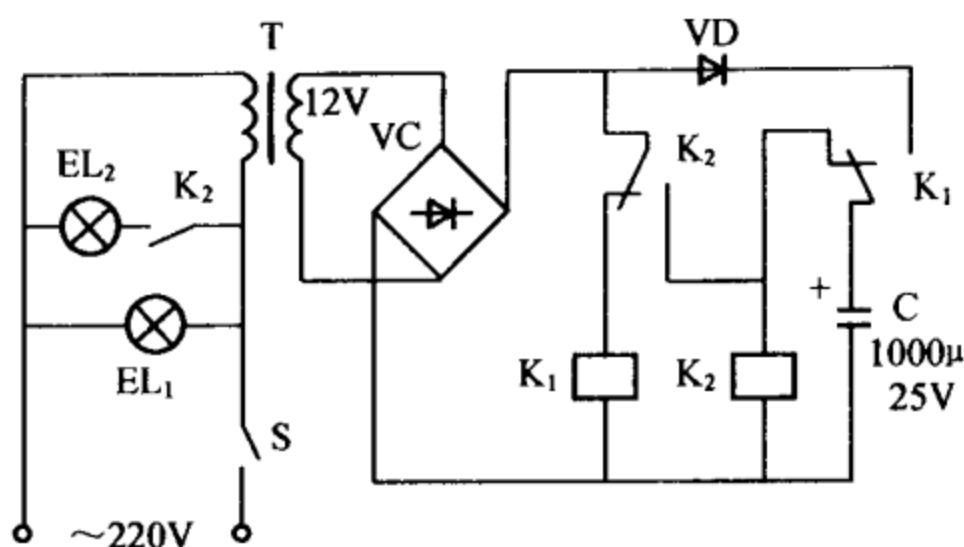 T
VD
12V
VC
EL₂
K₂
K₂
K₁
EL₁
K₁
K₂
+
C
1000μ
25V
S
～220V